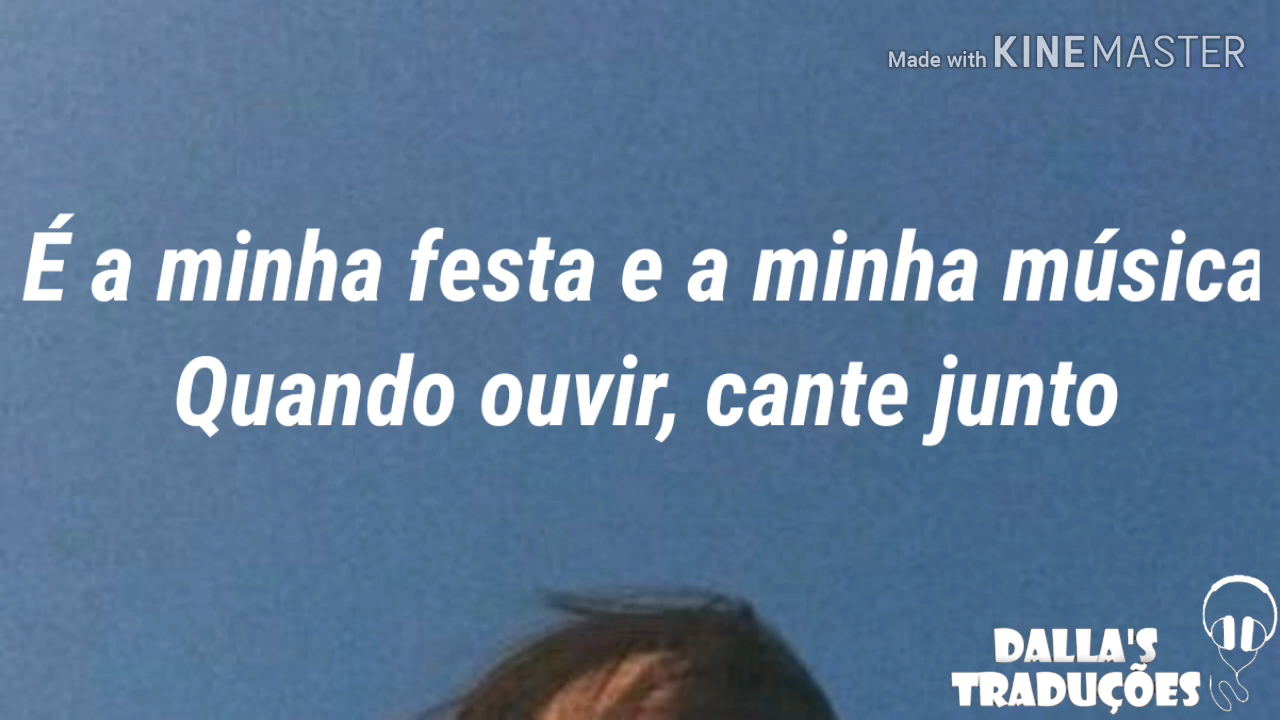 Made with KINEMASTER
É a minha festa e a minha música
Quando ouvir, cante junto
DALLA'S
TRADUÇÕES